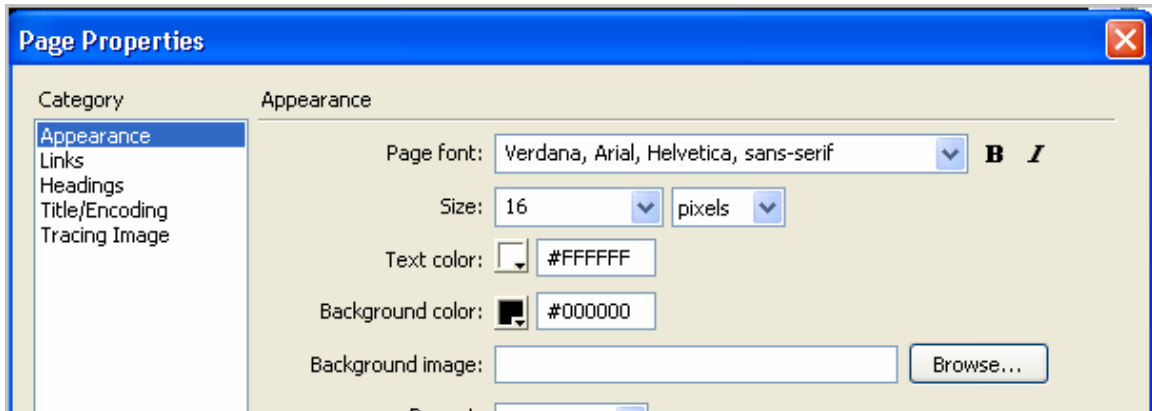 Page Properties
Category
Appearance
Links
Headings
Title/Encoding
Tracing Image
Appearance
Page font: Verdana, Arial, Helvetica, sans-serif B I
Size: 16 pixels
Text color: #FFFFFF
Background color: #000000
Background image: Browse...